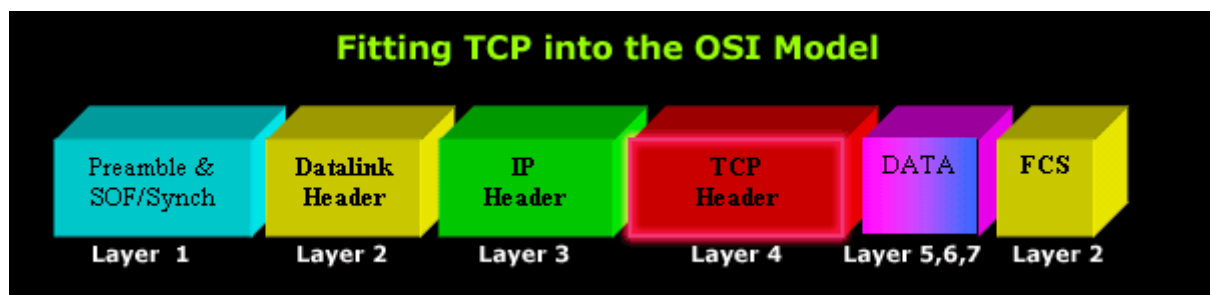 Fitting TCP into the OSI Model
Preamble &
SOF/Synch
Datalink
Header
IP
Header
TCP
Header
DATA
FCS
Layer 1
Layer 2
Layer 3
Layer 4
Layer 5,6,7
Layer 2